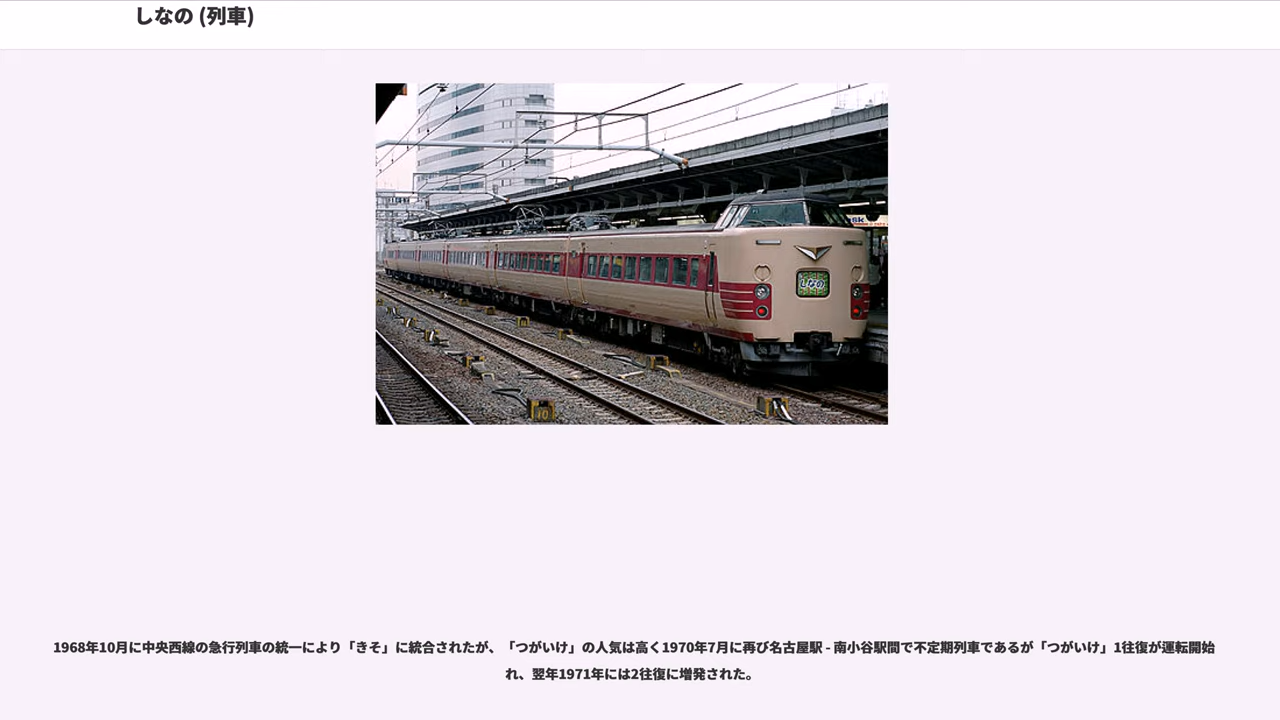 しなの (列車)
しなの
10
1968年10月に中央西線の急行列車の統一により「きそ」に統合されたが、「つがいけ」の人気は高く1970年7月に再び名古屋駅 - 南小谷駅間で不定期列車であるが「つがいけ」1往復が運転開始
れ、翌年1971年には2往復に増発された。